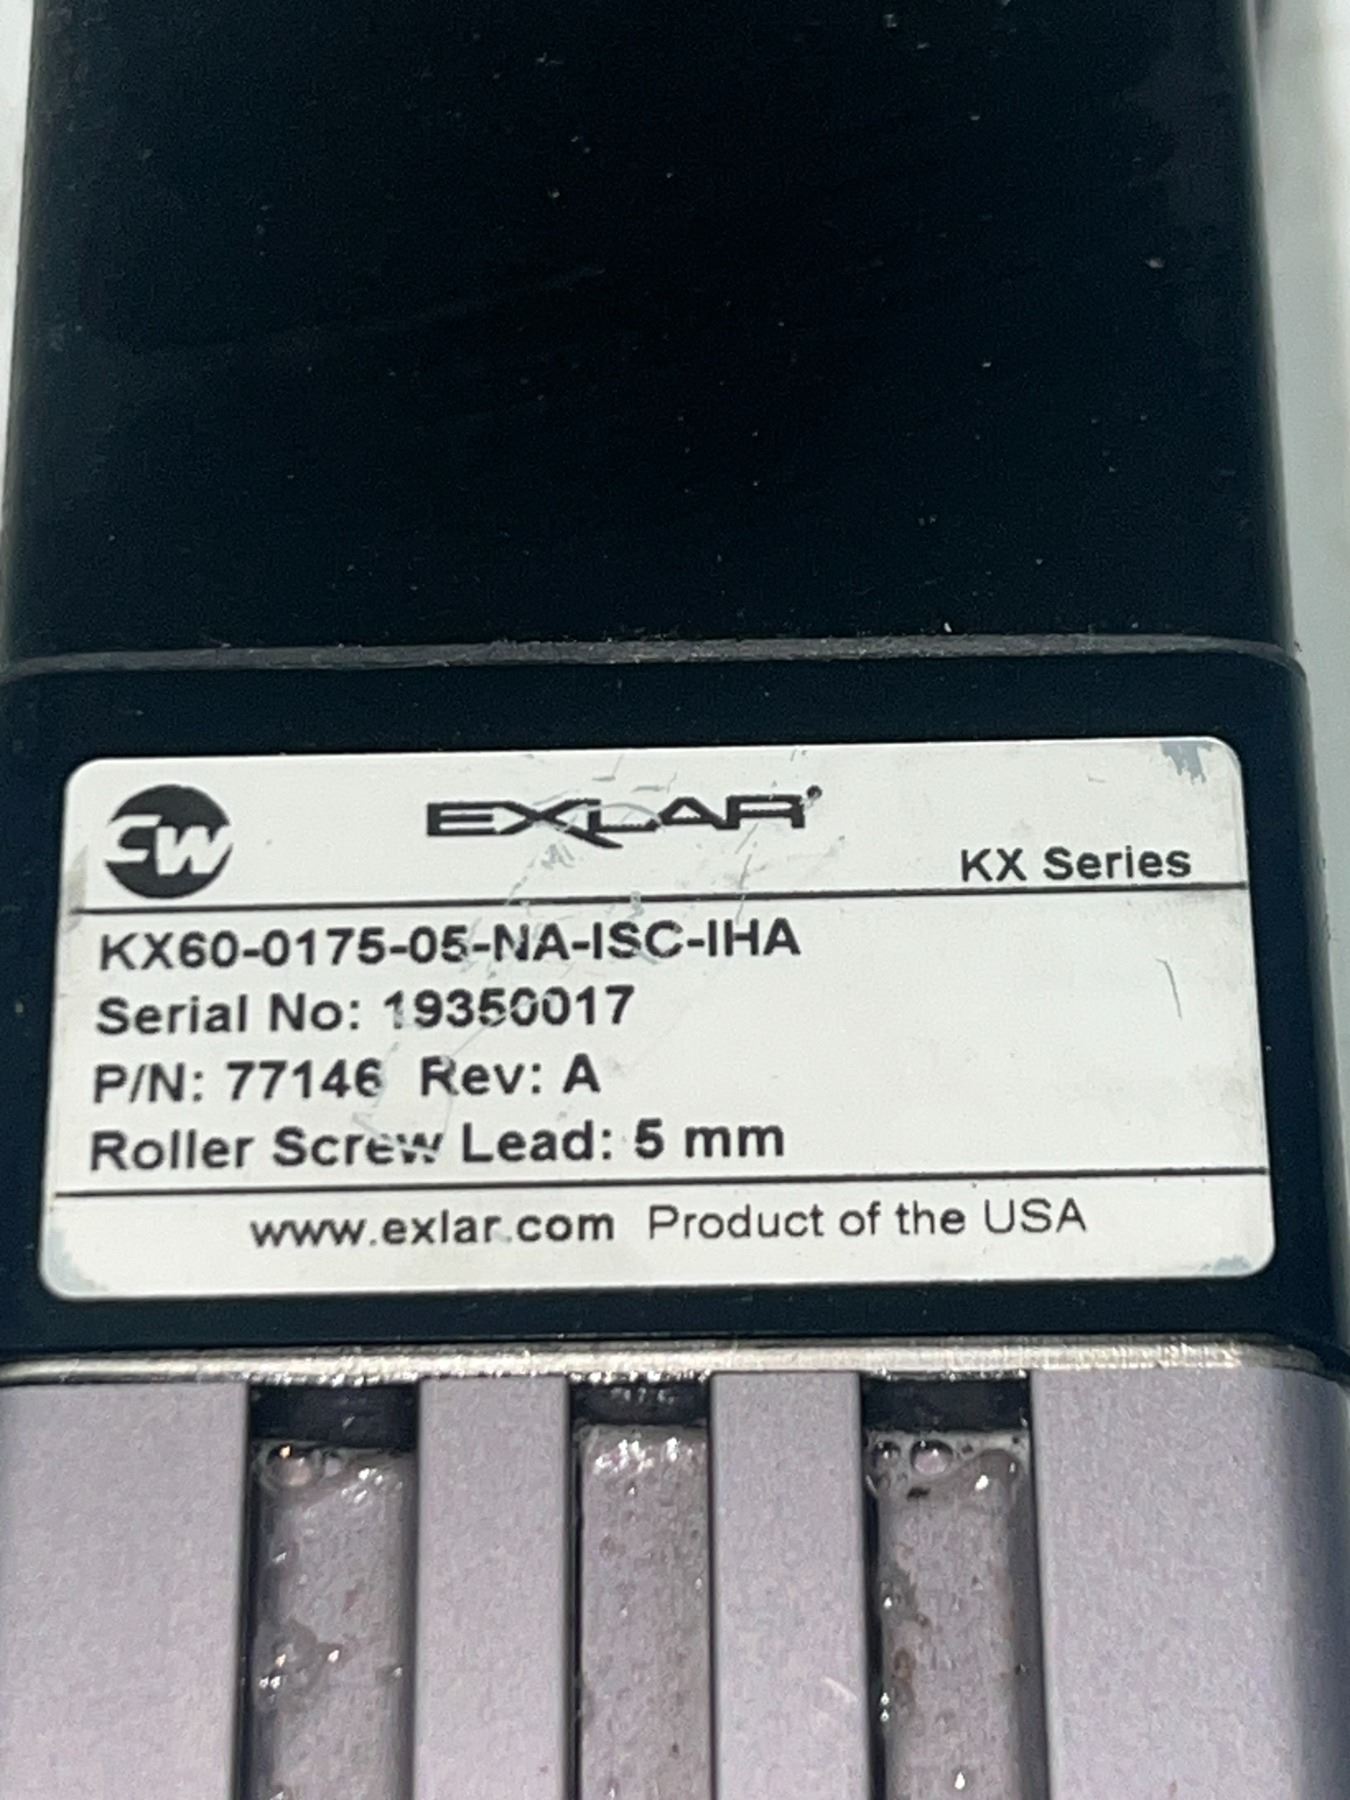 CW
EXLAR
KX Series
KX60-0175-05-NA-ISC-IHA
Serial No: 19350017
P/N: 77146 Rev: A
Roller Screw Lead: 5 mm
www.exlar.com Product of the USA